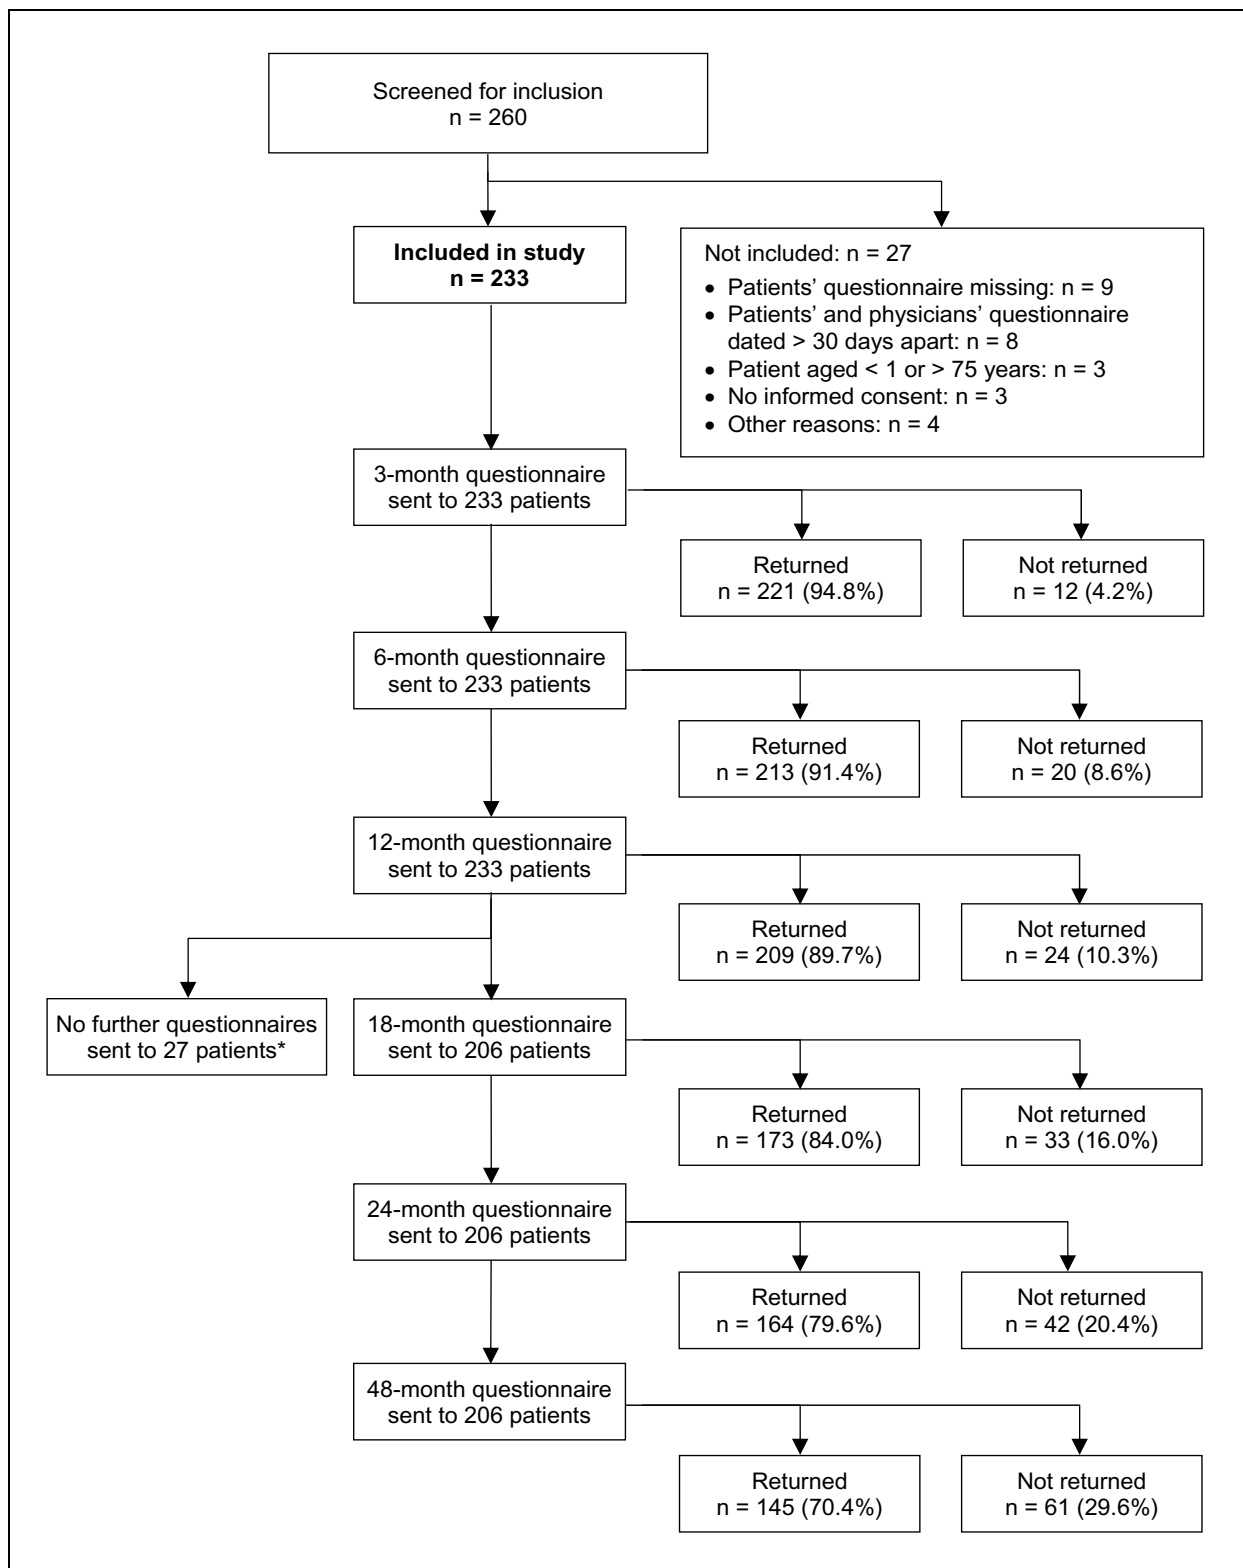 Screened for inclusion
n = 260
Included in study
n = 233
Not included: n = 27
• Patients’ questionnaire missing: n = 9
• Patients’ and physicians’ questionnaire
dated > 30 days apart: n = 8
• Patient aged < 1 or > 75 years: n = 3
• No informed consent: n = 3
• Other reasons: n = 4
3-month questionnaire
sent to 233 patients
Returned
n = 221 (94.8%)
Not returned
n = 12 (4.2%)
6-month questionnaire
sent to 233 patients
Returned
n = 213 (91.4%)
Not returned
n = 20 (8.6%)
12-month questionnaire
sent to 233 patients
Returned
n = 209 (89.7%)
Not returned
n = 24 (10.3%)
No further questionnaires
sent to 27 patients*
18-month questionnaire
sent to 206 patients
Returned
n = 173 (84.0%)
Not returned
n = 33 (16.0%)
24-month questionnaire
sent to 206 patients
Returned
n = 164 (79.6%)
Not returned
n = 42 (20.4%)
48-month questionnaire
sent to 206 patients
Returned
n = 145 (70.4%)
Not returned
n = 61 (29.6%)